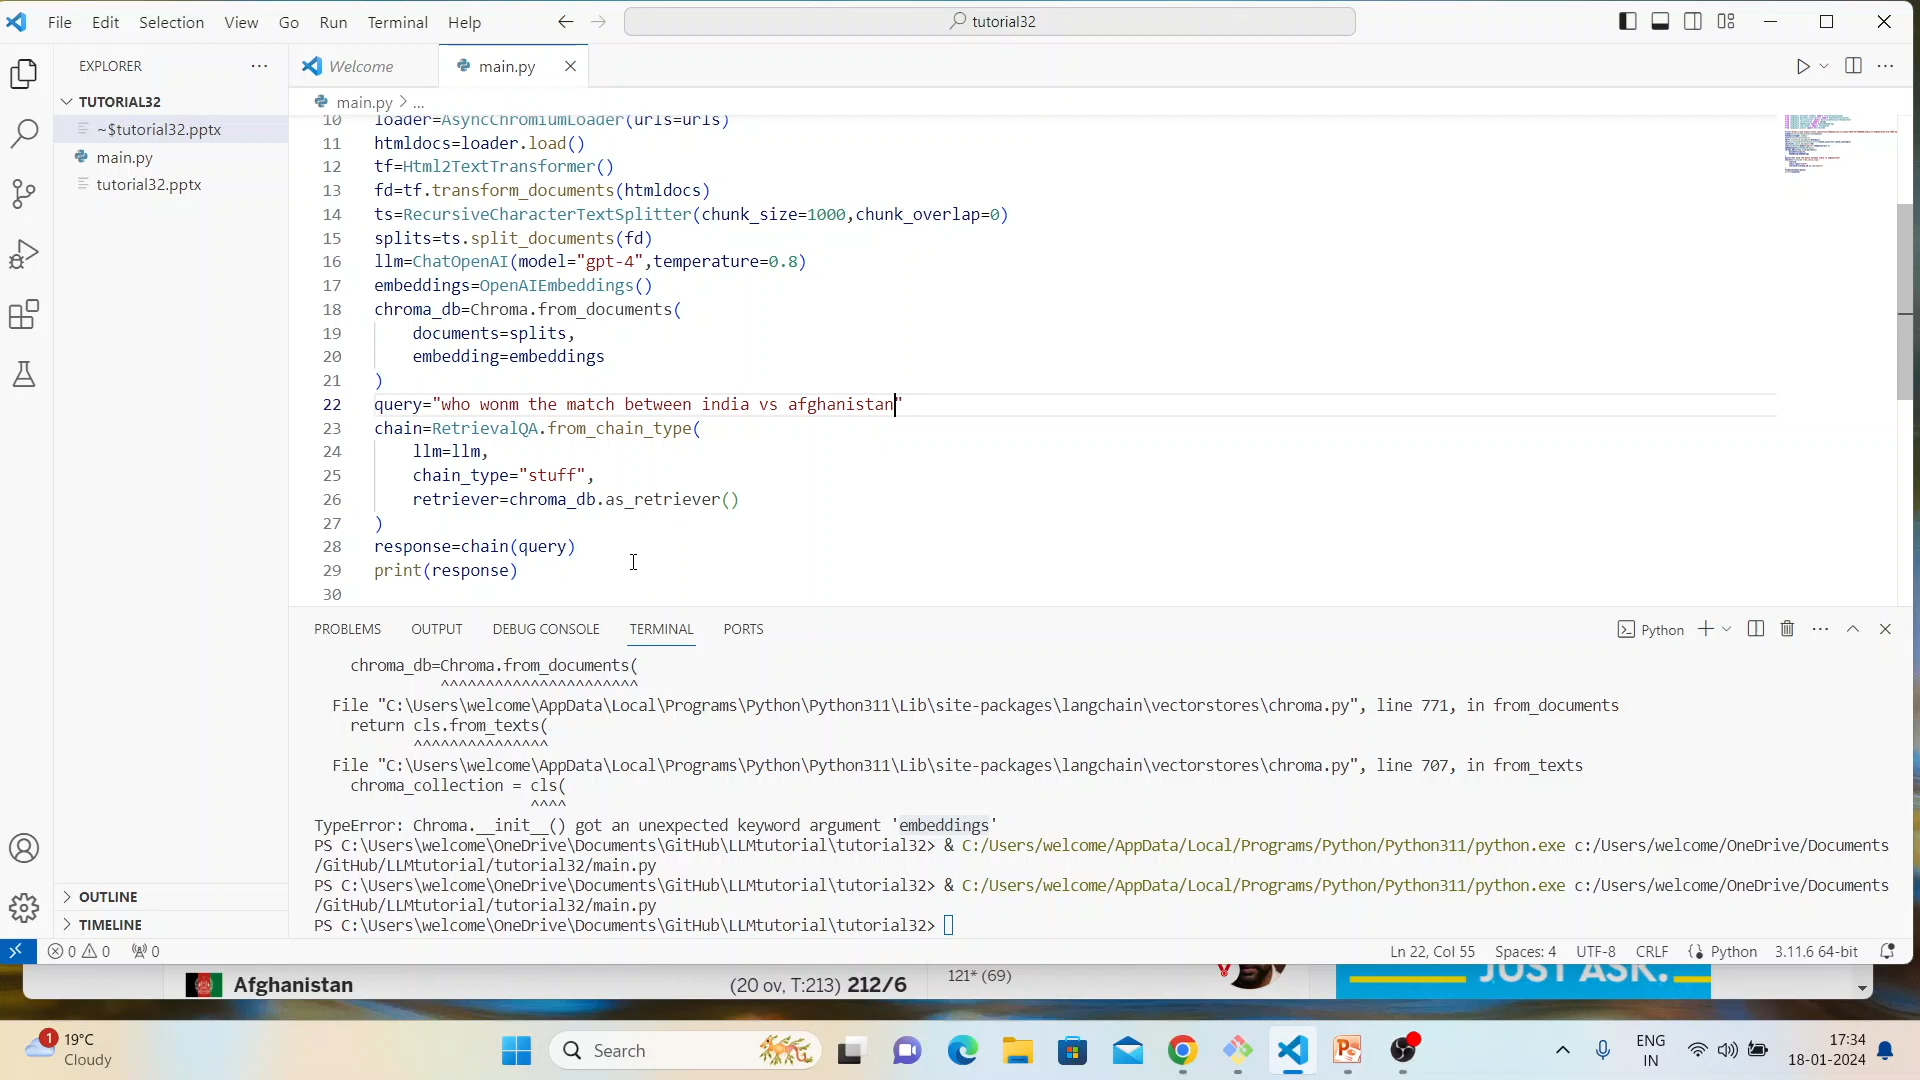 File Edit Selection View Go Run Terminal Help
tutorial32
EXPLORER
Welcome
main.py
TUTORIAL32
~$tutorial32.pptx
main.py
tutorial32.pptx
main.py > ...
10 loader=AsyncChromiumLoader(urls=urls)
11 htmldocs=loader.load()
12 tf=Html2TextTransformer()
13 fd=tf.transform_documents(htmldocs)
14 ts=RecursiveCharacterTextSplitter(chunk_size=1000,chunk_overlap=0)
15 splits=ts.split_documents(fd)
16 llm=ChatOpenAI(model="gpt-4",temperature=0.8)
17 embeddings=OpenAIEmbeddings()
18 chroma_db=Chroma.from_documents(
19 documents=splits,
20 embedding=embeddings
21 )
22 query="who wonm the match between india vs afghanistan"
23 chain=RetrievalQA.from_chain_type(
24 llm=llm,
25 chain_type="stuff",
26 retriever=chroma_db.as_retriever()
27 )
28 response=chain(query)
29 print(response)
30
PROBLEMS OUTPUT DEBUG CONSOLE TERMINAL PORTS
Python
chroma_db=Chroma.from_documents(
^^^^^^^^^^^^^^^^^^^^^^
File "C:\Users\welcome\AppData\Local\Programs\Python\Python311\Lib\site-packages\langchain\vectorstores\chroma.py", line 771, in from_documents
return cls.from_texts(
^^^^^^^^^^^^^^^
File "C:\Users\welcome\AppData\Local\Programs\Python\Python311\Lib\site-packages\langchain\vectorstores\chroma.py", line 707, in from_texts
chroma_collection = cls(
^^^^
TypeError: Chroma.__init__() got an unexpected keyword argument 'embeddings'
PS C:\Users\welcome\OneDrive\Documents\GitHub\LLMtutorial\tutorial32> & C:/Users/welcome/AppData/Local/Programs/Python/Python311/python.exe c:/Users/welcome/OneDrive/Documents
/GitHub/LLMtutorial/tutorial32/main.py
PS C:\Users\welcome\OneDrive\Documents\GitHub\LLMtutorial\tutorial32> & C:/Users/welcome/AppData/Local/Programs/Python/Python311/python.exe c:/Users/welcome/OneDrive/Documents
/GitHub/LLMtutorial/tutorial32/main.py
PS C:\Users\welcome\OneDrive\Documents\GitHub\LLMtutorial\tutorial32>
OUTLINE
TIMELINE
0 0 0
Ln 22, Col 55 Spaces: 4 UTF-8 CRLF Python 3.11.6 64-bit
Afghanistan (20 ov, T:213) 212/6
121* (69)
JUST ASK.
1
19°C
Cloudy
Search
ENG
IN
17:34
18-01-2024